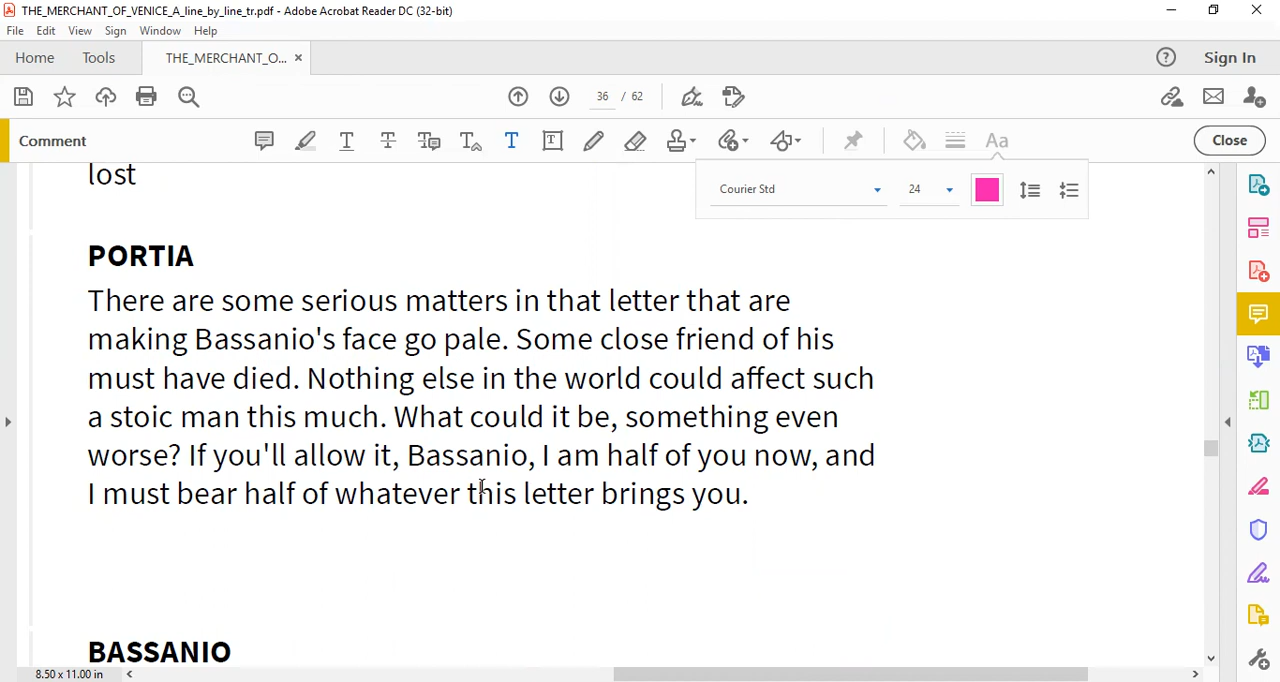 THE_MERCHANT_OF_VENICE_A_line_by_line_tr.pdf - Adobe Acrobat Reader DC (32-bit)
File Edit View Sign Window Help
Home Tools THE_MERCHANT_O... × Sign In
36 / 62
Comment Close
Courier Std 24
lost
PORTIA
There are some serious matters in that letter that are
making Bassanio's face go pale. Some close friend of his
must have died. Nothing else in the world could affect such
a stoic man this much. What could it be, something even
worse? If you'll allow it, Bassanio, I am half of you now, and
I must bear half of whatever this letter brings you.
BASSANIO
8.50 x 11.00 in